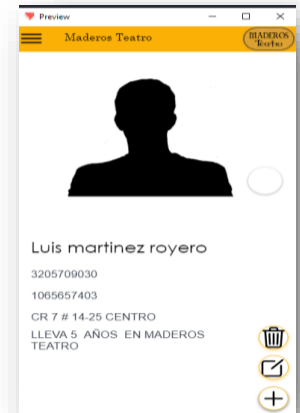 Preview
Maderos Teatro
MADEROS
Teatro
Luis martinez royero
3205709030
1065657403
CR 7 # 14-25 CENTRO
LLEVA 5 AÑOS EN MADEROS
TEATRO